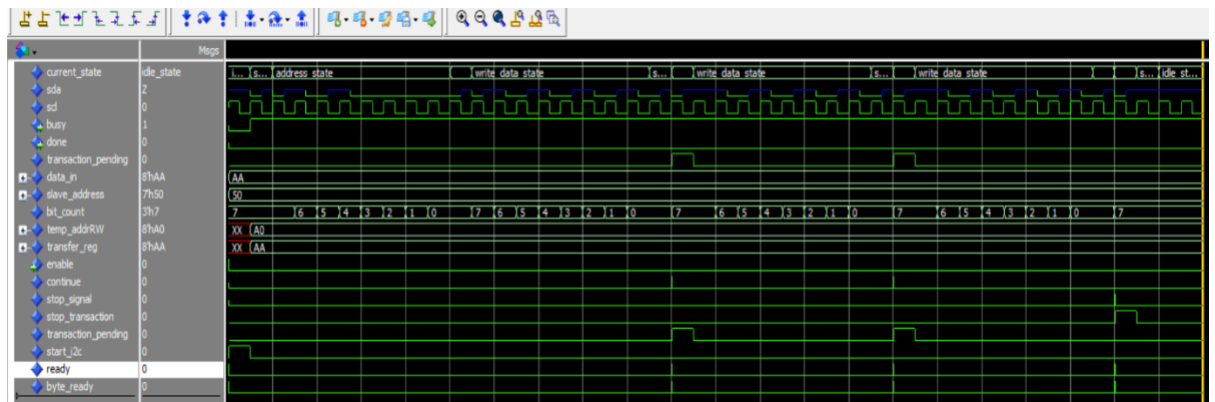 Msgs
current_state idle_state i... s... address state write data state s... write data state s... write data state s... idle st...
sda Z
scl 0
busy 1
done 0
transaction_pending 0
data_in 8'hAA AA
slave_address 7'h50 50
bit_count 3'h7 7 6 5 4 3 2 1 0 7 6 5 4 3 2 1 0 7 6 5 4 3 2 1 0 7 6 5 4 3 2 1 0 7
temp_addrRW 8'hA0 XX A0
transfer_reg 8'hAA XX AA
enable 0
continue 0
stop_signal 0
stop_transaction 0
transaction_pending 0
start_i2c 0
ready 0
byte_ready 0